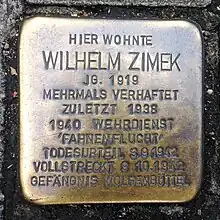 HIER WOHNTE
WILHELM ZIMEK
JG. 1919
MEHRMALS VERHAFTET
ZULETZT 1938
1940 WEHRDIENST
'FAHNENFLUCHT'
TODESURTEIL
VOLLSTRECKT
GEFÄNGNIS WOLFENBÜTTEL